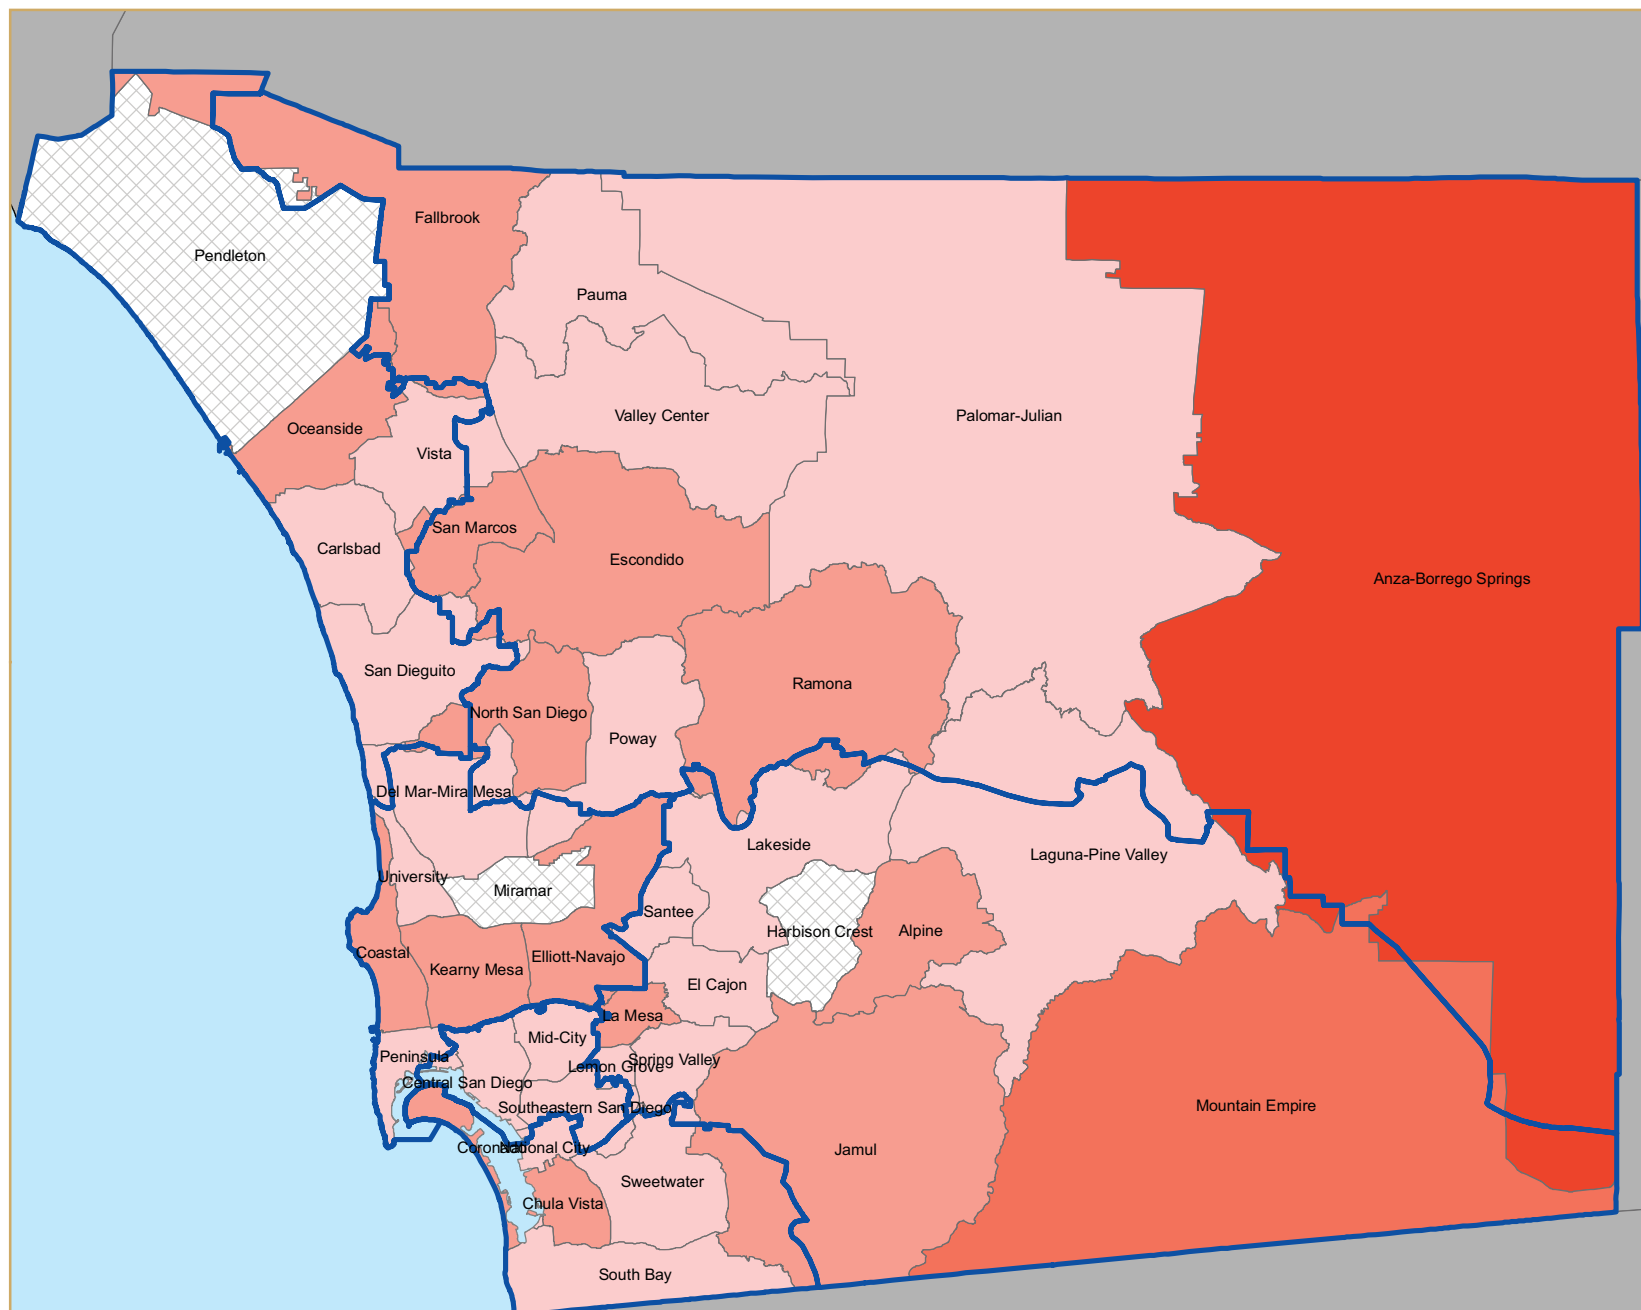 Fallbrook
Pendleton
Pauma
Valley Center
Palomar-Julian
Oceanside
Vista
San Marcos
Carlsbad
Escondido
Anza-Borrego Springs
San Dieguito
Ramona
North San Diego
Poway
Del Mar-Mira Mesa
Lakeside
Laguna-Pine Valley
University
Miramar
Santee
Harbison Crest
Alpine
Coastal
Kearny Mesa
Elliott-Navajo
El Cajon
La Mesa
Mid-City
Peninsula
Lemon Grove
Spring Valley
Central San Diego
Southeastern San Diego
Mountain Empire
Coronado
National City
Jamul
Sweetwater
Chula Vista
South Bay